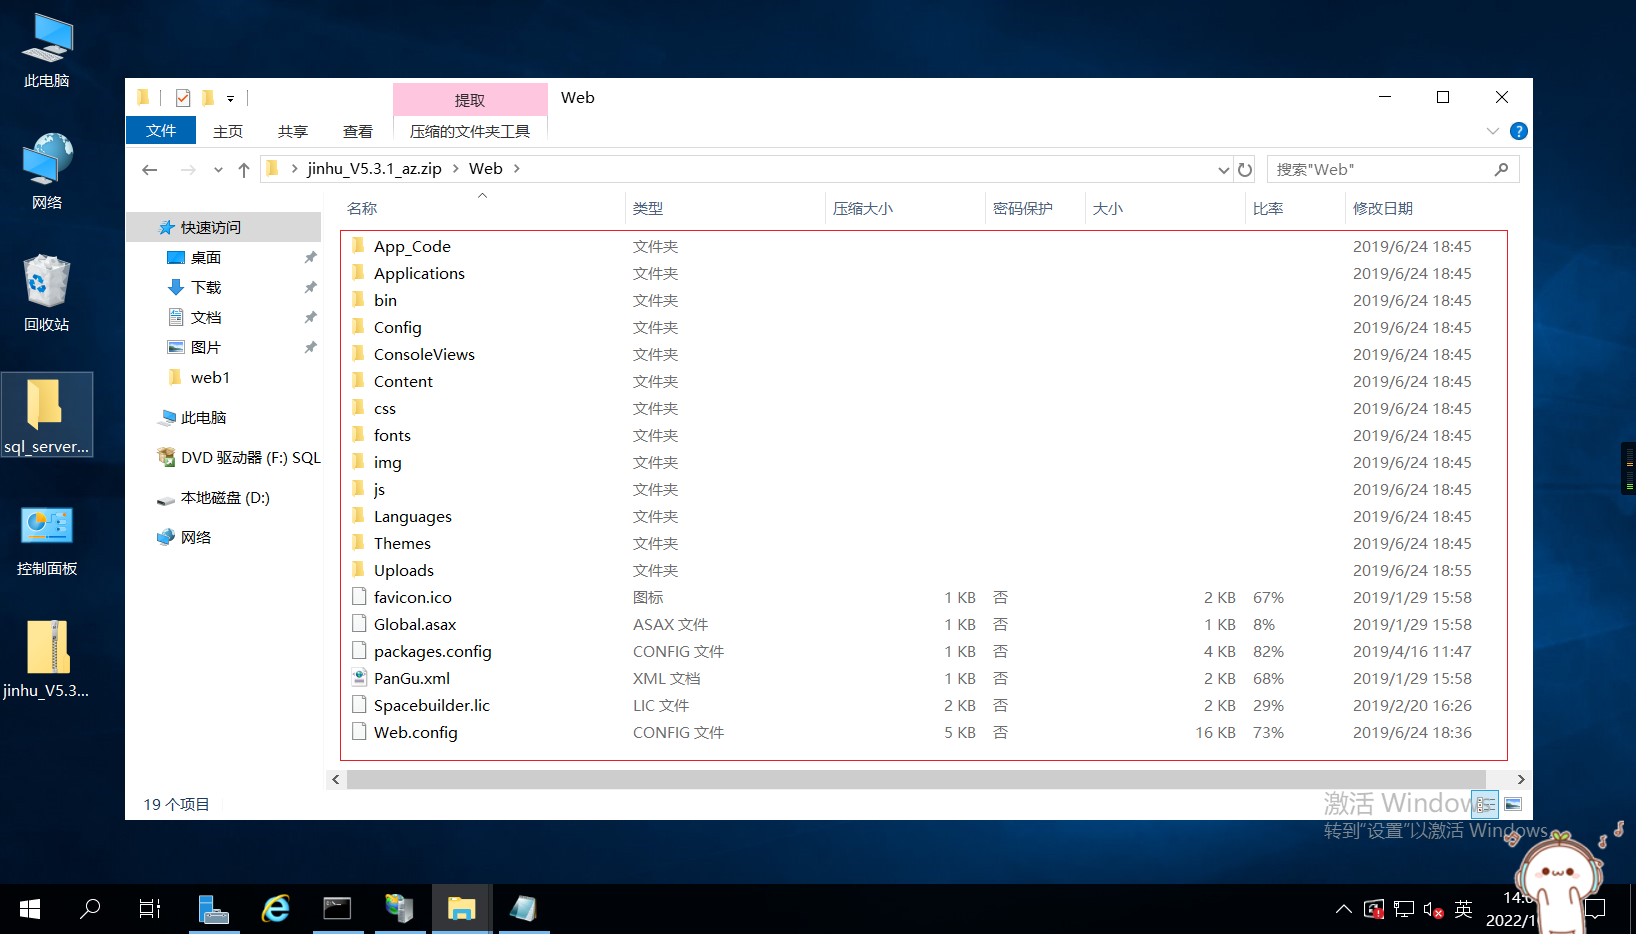 此电脑
网络
回收站
sql_server...
控制面板
jinhu_V5.3...
提取
Web
文件
主页
共享
查看
压缩的文件夹工具
jinhu_V5.3.1_az.zip > Web >
搜索"Web"
快速访问
桌面
下载
文档
图片
web1
此电脑
DVD 驱动器 (F:) SQL
本地磁盘 (D:)
网络
名称 类型 压缩大小 密码保护 大小 比率 修改日期
App_Code 文件夹 2019/6/24 18:45
Applications 文件夹 2019/6/24 18:45
bin 文件夹 2019/6/24 18:45
Config 文件夹 2019/6/24 18:45
ConsoleViews 文件夹 2019/6/24 18:45
Content 文件夹 2019/6/24 18:45
css 文件夹 2019/6/24 18:45
fonts 文件夹 2019/6/24 18:45
img 文件夹 2019/6/24 18:45
js 文件夹 2019/6/24 18:45
Languages 文件夹 2019/6/24 18:45
Themes 文件夹 2019/6/24 18:45
Uploads 文件夹 2019/6/24 18:55
favicon.ico 图标 1 KB 否 2 KB 67% 2019/1/29 15:58
Global.asax ASAX 文件 1 KB 否 1 KB 8% 2019/1/29 15:58
packages.config CONFIG 文件 1 KB 否 4 KB 82% 2019/4/16 11:47
PanGu.xml XML 文档 1 KB 否 2 KB 68% 2019/1/29 15:58
Spacebuilder.lic LIC 文件 2 KB 否 2 KB 29% 2019/2/20 16:26
Web.config CONFIG 文件 5 KB 否 16 KB 73% 2019/6/24 18:36
19 个项目
激活 Window
转到"设置"以激活 Windows
英